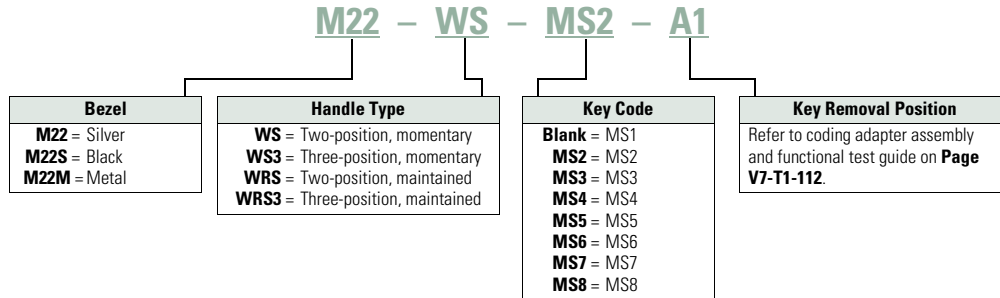 M22 – WS – MS2 – A1
Bezel
M22 = Silver
M22S = Black
M22M = Metal
Handle Type
WS = Two-position, momentary
WS3 = Three-position, momentary
WRS = Two-position, maintained
WRS3 = Three-position, maintained
Key Code
Blank = MS1
MS2 = MS2
MS3 = MS3
MS4 = MS4
MS5 = MS5
MS6 = MS6
MS7 = MS7
MS8 = MS8
Key Removal Position
Refer to coding adapter assembly
and functional test guide on Page
V7-T1-112.